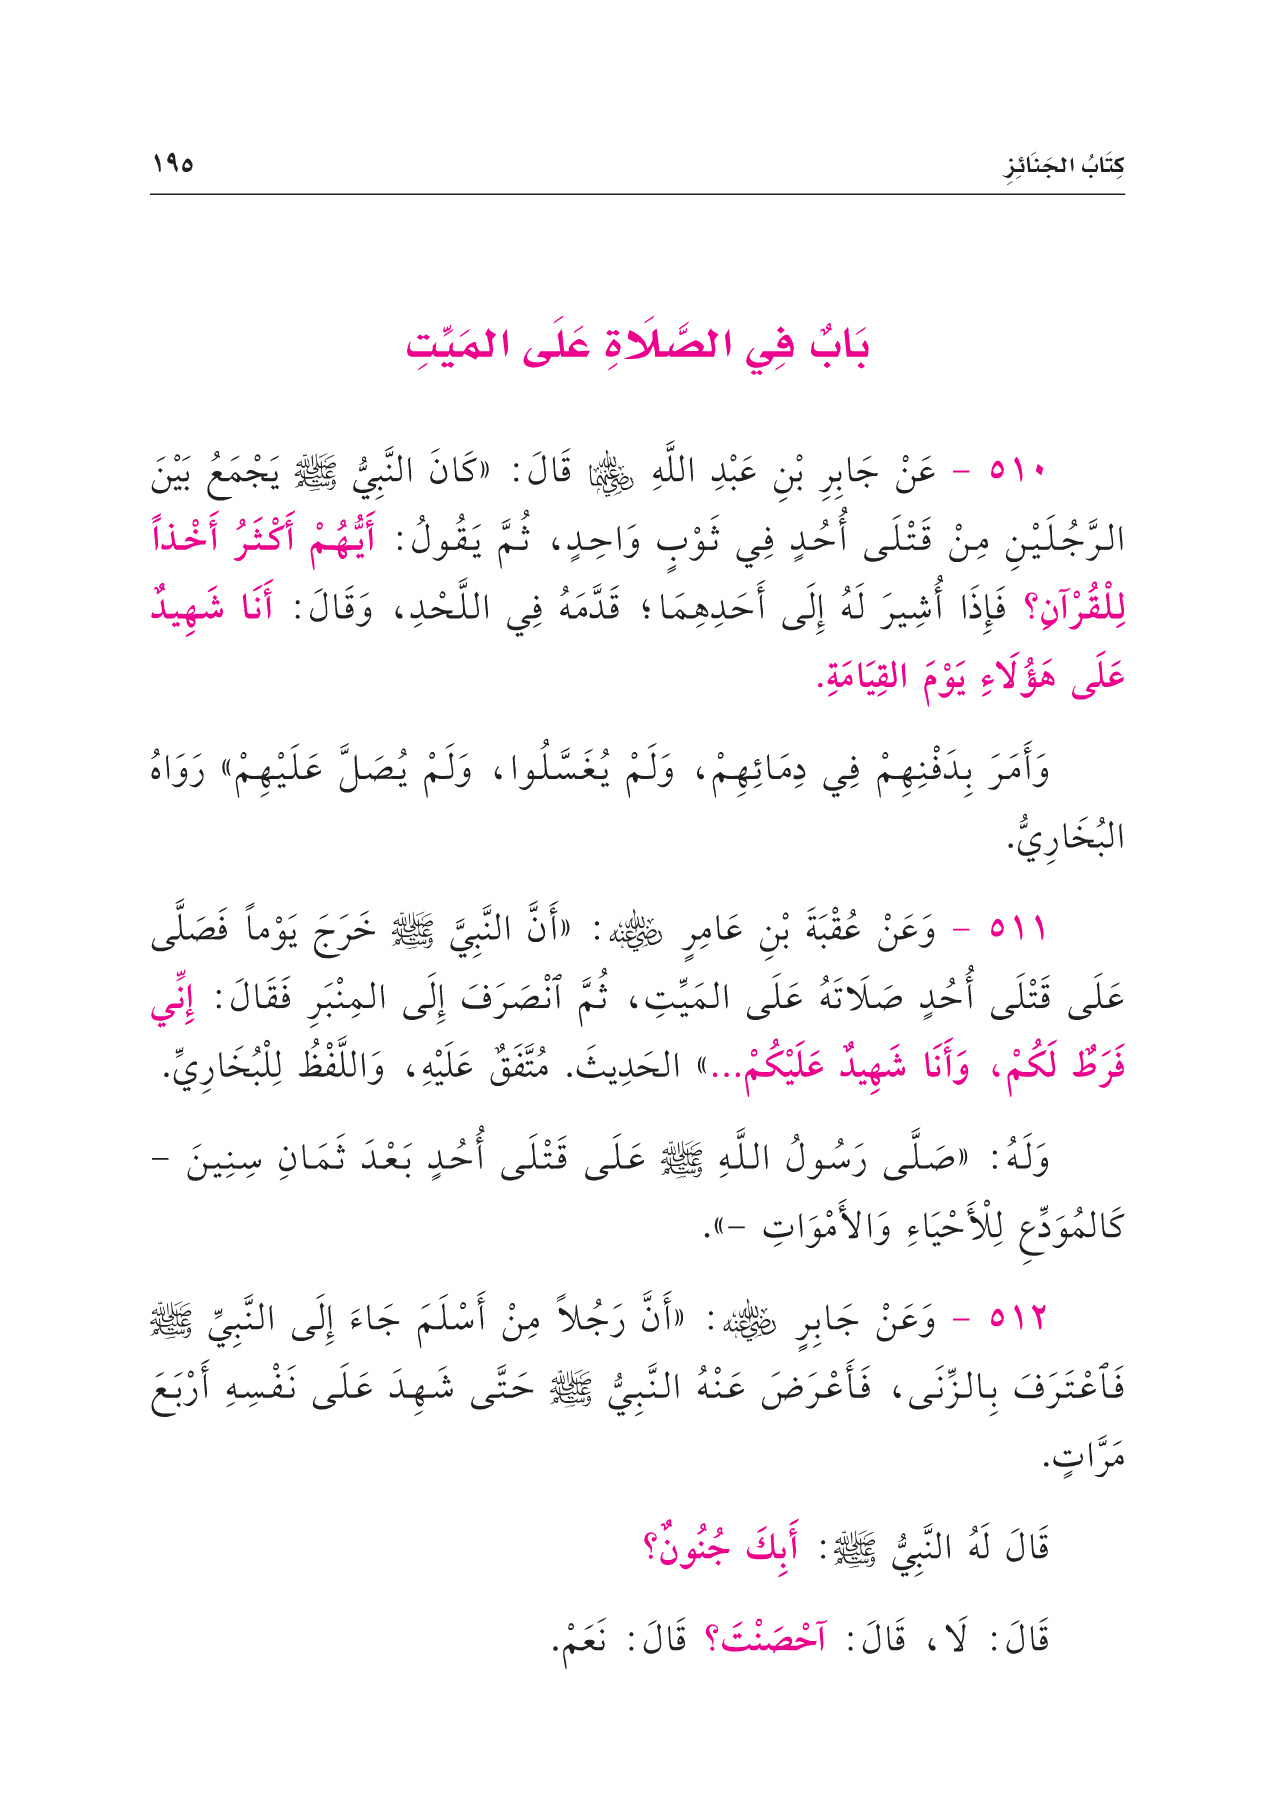 كِتَابُ الجَنَائِزِ ١٩٥
بَابٌ فِي الصَّلَاةِ عَلَى المَيِّتِ
٥١٠ - عَنْ جَابِرِ بْنِ عَبْدِ اللَّهِ رضي الله عنهما قَالَ: «كَانَ النَّبِيُّ ﷺ يَجْمَعُ بَيْنَ
الرَّجُلَيْنِ مِنْ قَتْلَى أُحُدٍ فِي ثَوْبٍ وَاحِدٍ، ثُمَّ يَقُولُ: أَيُّهُمْ أَكْثَرُ أَخْذاً
لِلْقُرْآنِ؟ فَإِذَا أُشِيرَ لَهُ إِلَى أَحَدِهِمَا؛ قَدَّمَهُ فِي اللَّحْدِ، وَقَالَ: أَنَا شَهِيدٌ
عَلَى هَؤُلَاءِ يَوْمَ القِيَامَةِ.
وَأَمَرَ بِدَفْنِهِمْ فِي دِمَائِهِمْ، وَلَمْ يُغَسَّلُوا، وَلَمْ يُصَلَّ عَلَيْهِمْ» رَوَاهُ
البُخَارِيُّ.
٥١١ - وَعَنْ عُقْبَةَ بْنِ عَامِرٍ رضي الله عنه: «أَنَّ النَّبِيَّ ﷺ خَرَجَ يَوْماً فَصَلَّى
عَلَى قَتْلَى أُحُدٍ صَلَاتَهُ عَلَى المَيِّتِ، ثُمَّ ٱنْصَرَفَ إِلَى المِنْبَرِ فَقَالَ: إِنِّي
فَرَطٌ لَكُمْ، وَأَنَا شَهِيدٌ عَلَيْكُمْ...» الحَدِيثَ. مُتَّفَقٌ عَلَيْهِ، وَاللَّفْظُ لِلْبُخَارِيِّ.
وَلَهُ: «صَلَّى رَسُولُ اللَّهِ ﷺ عَلَى قَتْلَى أُحُدٍ بَعْدَ ثَمَانِ سِنِينَ -
كَالمُوَدِّعِ لِلْأَحْيَاءِ وَالأَمْوَاتِ -».
٥١٢ - وَعَنْ جَابِرٍ رضي الله عنه: «أَنَّ رَجُلاً مِنْ أَسْلَمَ جَاءَ إِلَى النَّبِيِّ ﷺ
فَٱعْتَرَفَ بِالزِّنَى، فَأَعْرَضَ عَنْهُ النَّبِيُّ ﷺ حَتَّى شَهِدَ عَلَى نَفْسِهِ أَرْبَعَ
مَرَّاتٍ.
قَالَ لَهُ النَّبِيُّ ﷺ: أَبِكَ جُنُونٌ؟
قَالَ: لَا، قَالَ: آحْصَنْتَ؟ قَالَ: نَعَمْ.